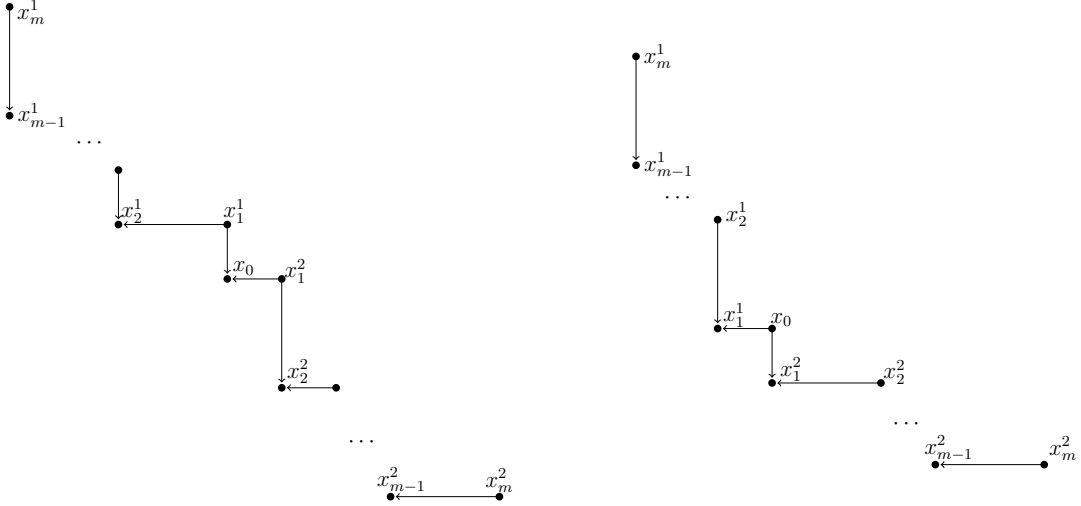 x_m^1
x_{m-1}^1
...
x_2^1
x_1^1
x_0
x_1^2
x_2^2
...
x_{m-1}^2
x_m^2
x_m^1
x_{m-1}^1
...
x_2^1
x_1^1
x_0
x_1^2
x_2^2
...
x_{m-1}^2
x_m^2